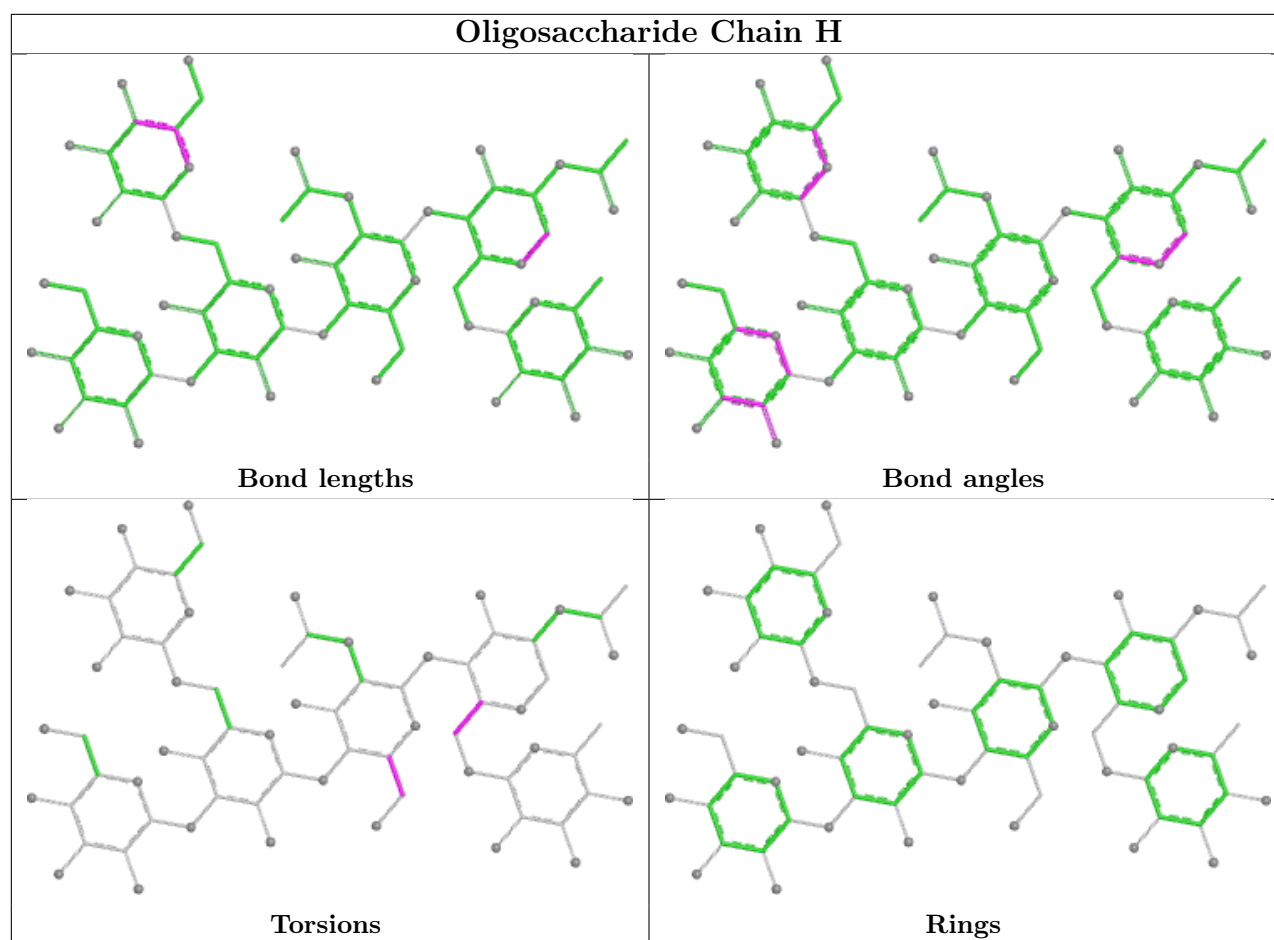 Oligosaccharide Chain H
Bond lengths
Bond angles
Torsions
Rings